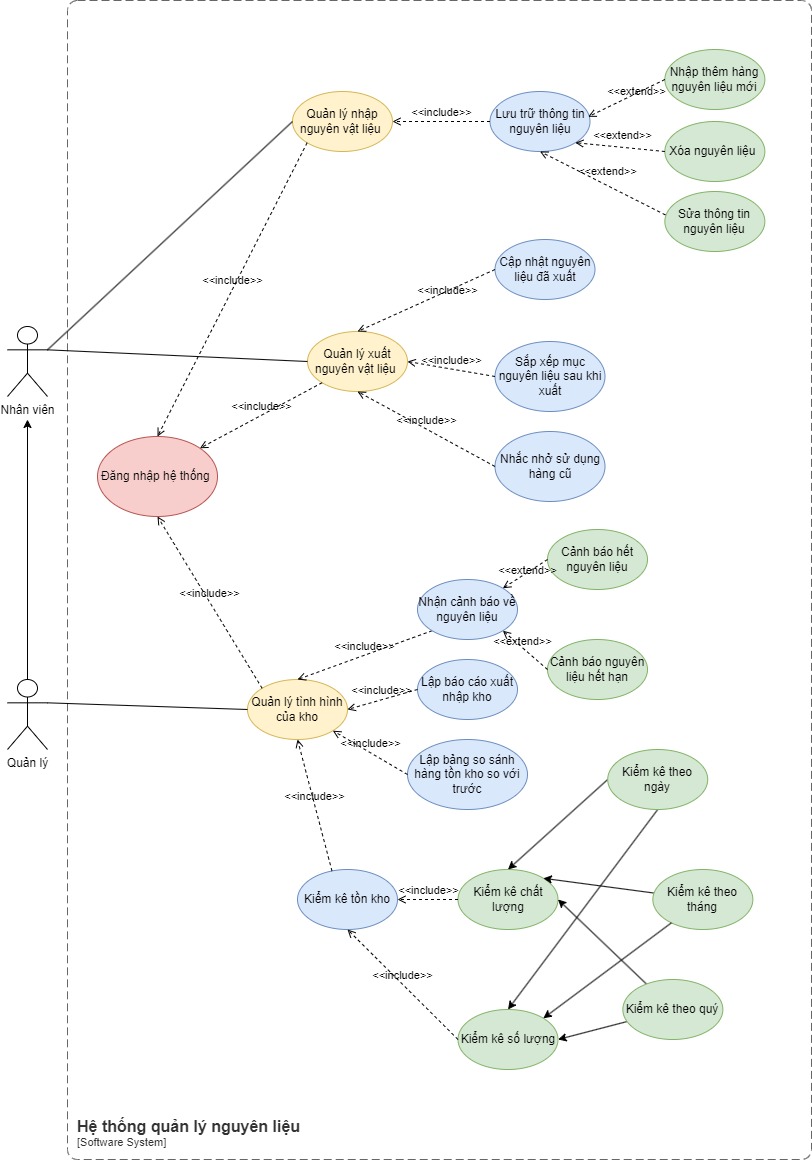 Nhập thêm hàng
nguyên liệu mới
<<extend>>
Quản lý nhập
nguyên vật liệu
<<include>>
Lưu trữ thông tin
nguyên liệu
<<extend>>
Xóa nguyên liệu
<<extend>>
Sửa thông tin
nguyên liệu
<<include>>
Cập nhật nguyên
liệu đã xuất
<<include>>
Nhân viên
Quản lý xuất
nguyên vật liệu
<<include>>
Sắp xếp mục
nguyên liệu sau khi
xuất
<<include>>
<<include>>
Nhắc nhở sử dụng
hàng cũ
Đăng nhập hệ thống
<<include>>
Cảnh báo hết
nguyên liệu
<<extend>>
Nhận cảnh báo về
nguyên liệu
<<extend>>
Cảnh báo nguyên
liệu hết hạn
<<include>>
Quản lý
Quản lý tình hình
của kho
<<include>>
Lập báo cáo xuất
nhập kho
<<include>>
Lập bảng so sánh
hàng tồn kho so với
trước
<<include>>
Kiểm kê theo
ngày
Kiểm kê tồn kho
<<include>>
Kiểm kê chất
lượng
Kiểm kê theo
tháng
<<include>>
Kiểm kê số lượng
Kiểm kê theo quý
Hệ thống quản lý nguyên liệu
[Software System]